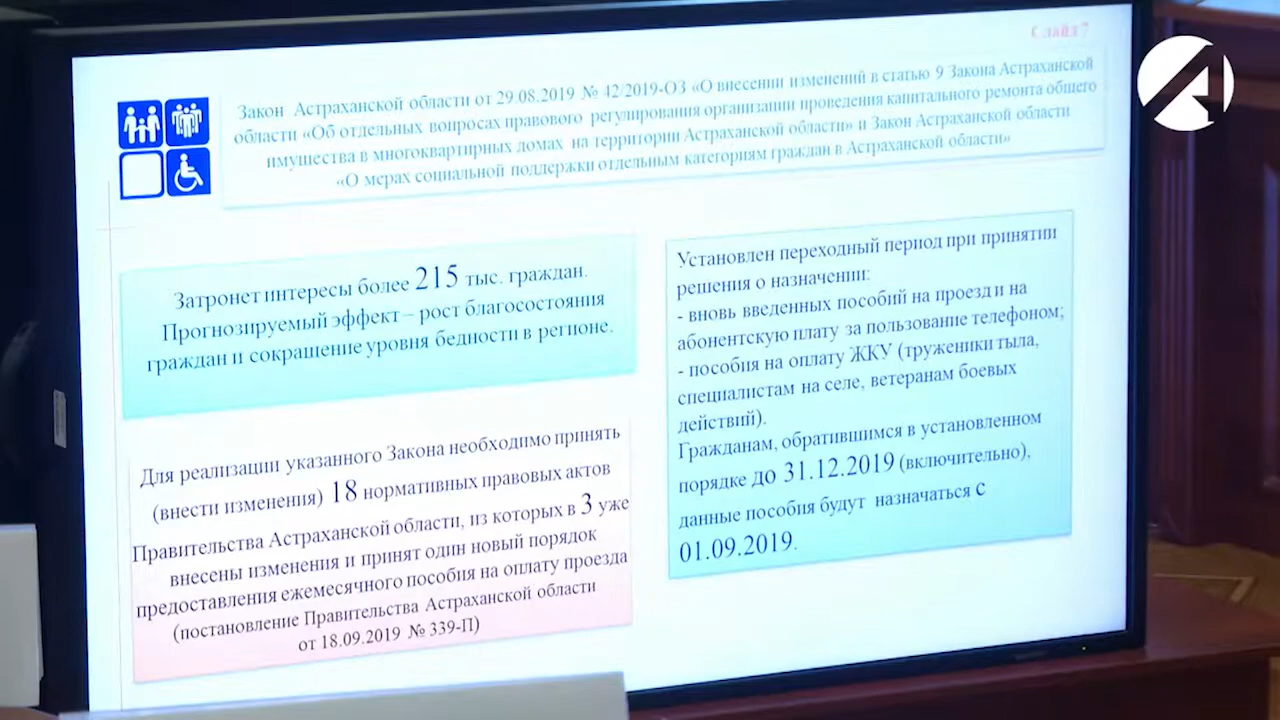 Слайд 7
Закон Астраханской области от 29.08.2019 № 42/2019-ОЗ «О внесении изменений в статью 9 Закона Астраханской
области «Об отдельных вопросах правового регулирования организации проведения капитального ремонта общего
имущества в многоквартирных домах на территории Астраханской области» и Закон Астраханской области
«О мерах социальной поддержки отдельным категориям граждан в Астраханской области»
Затронет интересы более 215 тыс. граждан.
Прогнозируемый эффект – рост благосостояния
граждан и сокращение уровня бедности в регионе.
Для реализации указанного Закона необходимо принять
(внести изменения) 18 нормативных правовых актов
Правительства Астраханской области, из которых в 3 уже
внесены изменения и принят один новый порядок
предоставления ежемесячного пособия на оплату проезда
(постановление Правительства Астраханской области
от 18.09.2019 № 339-П)
Установлен переходный период при принятии
решения о назначении:
- вновь введенных пособий на проезд и на
абонентскую плату за пользование телефоном;
- пособия на оплату ЖКУ (труженики тыла,
специалистам на селе, ветеранам боевых
действий).
Гражданам, обратившимся в установленном
порядке до 31.12.2019 (включительно),
данные пособия будут назначаться с
01.09.2019.